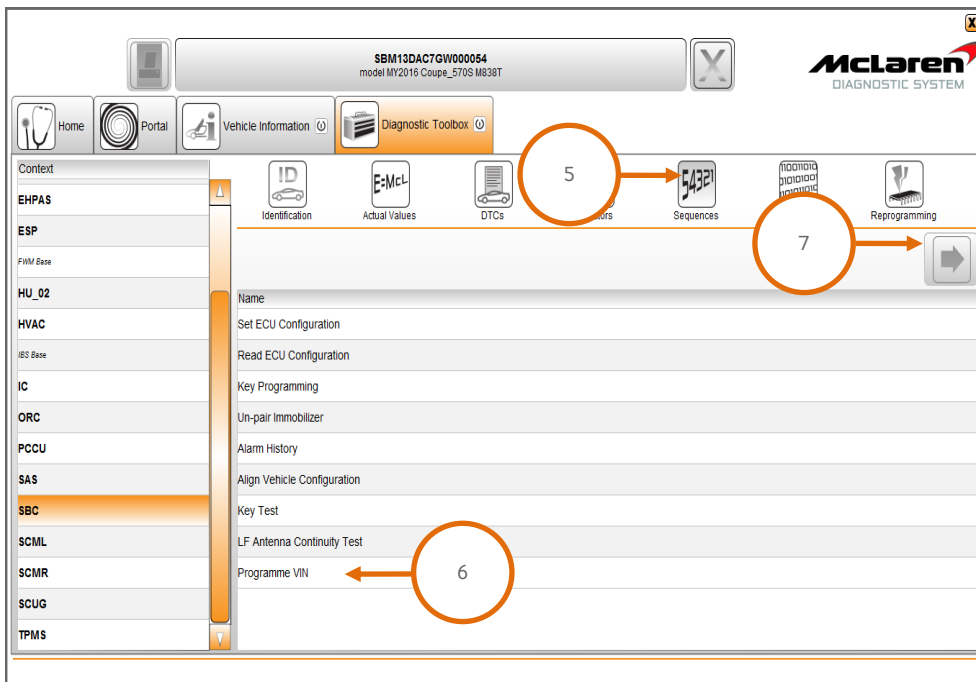 X
SBM13DAC7GW000054
model MY2016 Coupe_570S M838T
X
McLaren
DIAGNOSTIC SYSTEM
Home
Portal
Vehicle Information
Diagnostic Toolbox
Context
EHPAS
ESP
FWM Base
HU_02
HVAC
IBS Base
IC
ORC
PCCU
SAS
SBC
SCML
SCMR
SCUG
TPMS
ID
E:McL
54321
Identification
Actual Values
DTCs
Sequences
Reprogramming
5
7
Name
Set ECU Configuration
Read ECU Configuration
Key Programming
Un-pair Immobilizer
Alarm History
Align Vehicle Configuration
Key Test
LF Antenna Continuity Test
Programme VIN
6